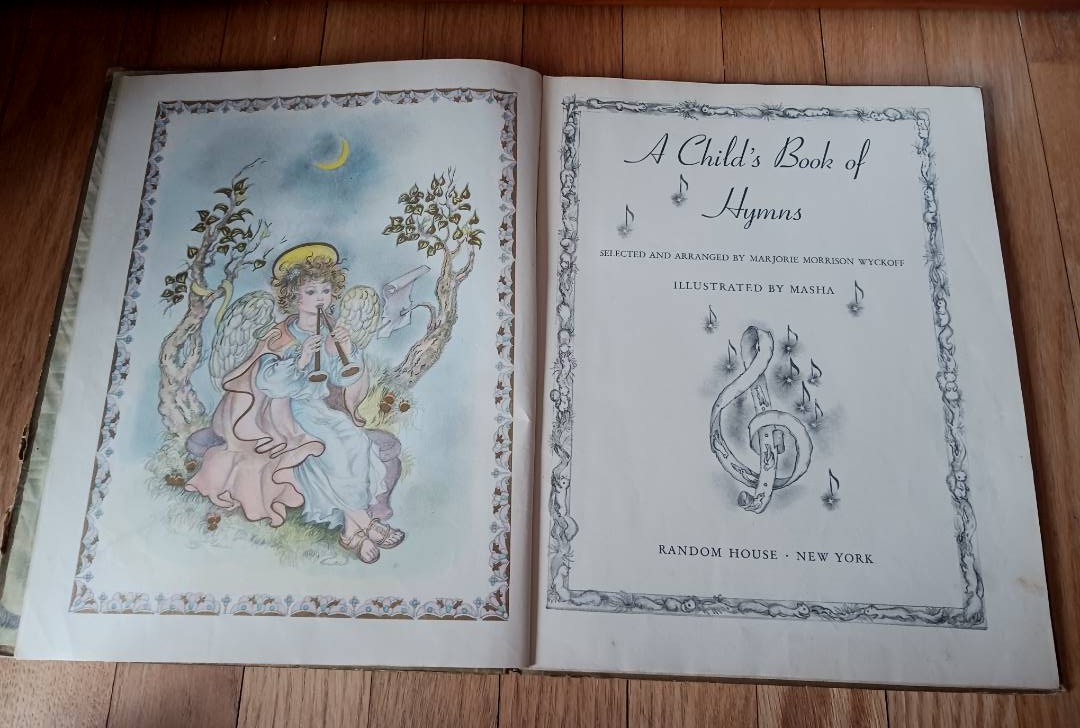 A Child's Book of
Hymns
SELECTED AND ARRANGED BY MARJORIE MORRISON WYCKOFF
ILLUSTRATED BY MASHA
RANDOM HOUSE · NEW YORK